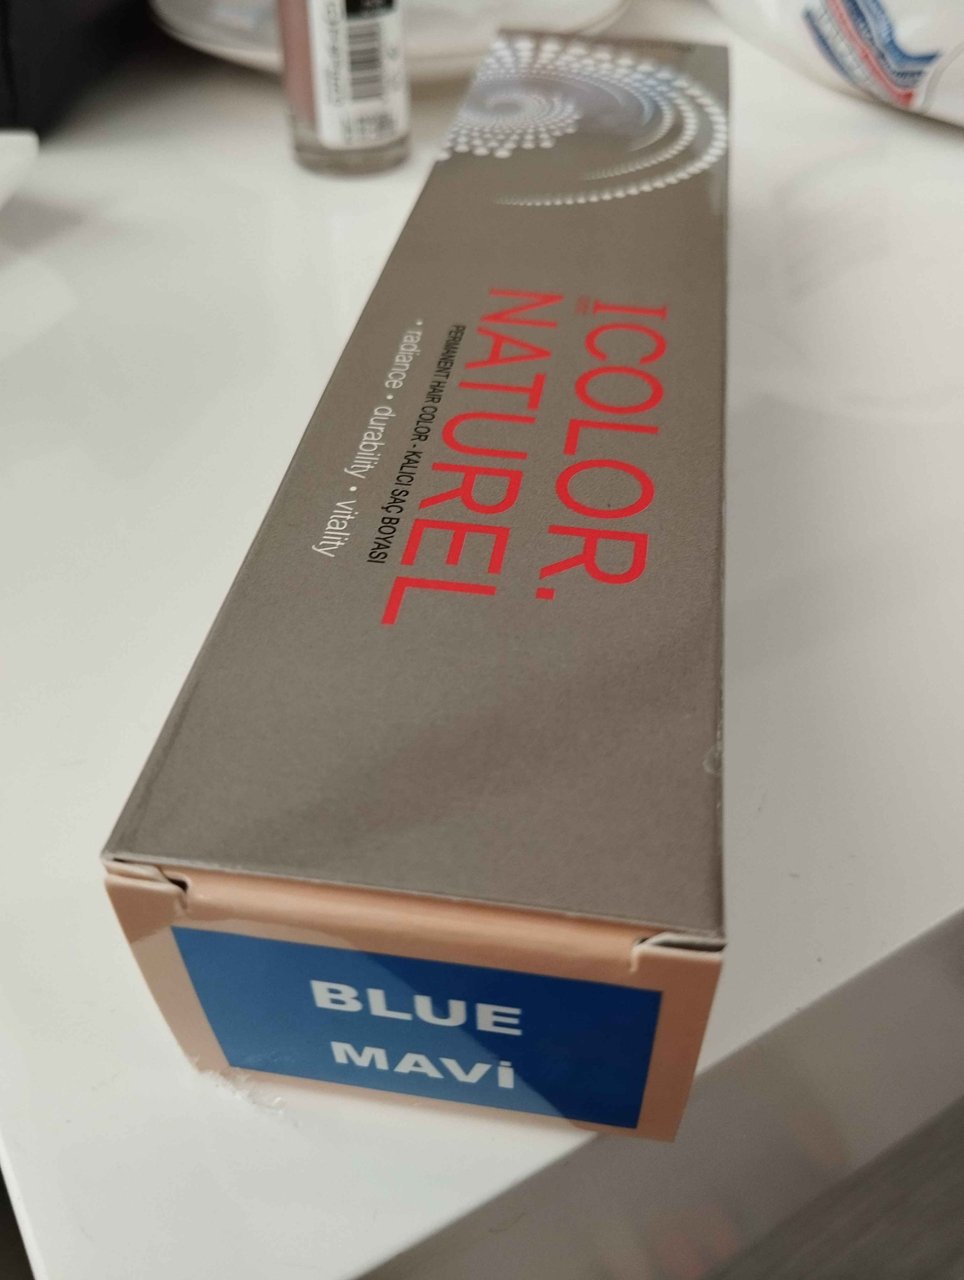 ICOLOR.
NATUREL
PERMANENT HAIR COLOR - KALICI SAÇ BOYASI
• radiance • durability • vitality
BLUE
MAVİ